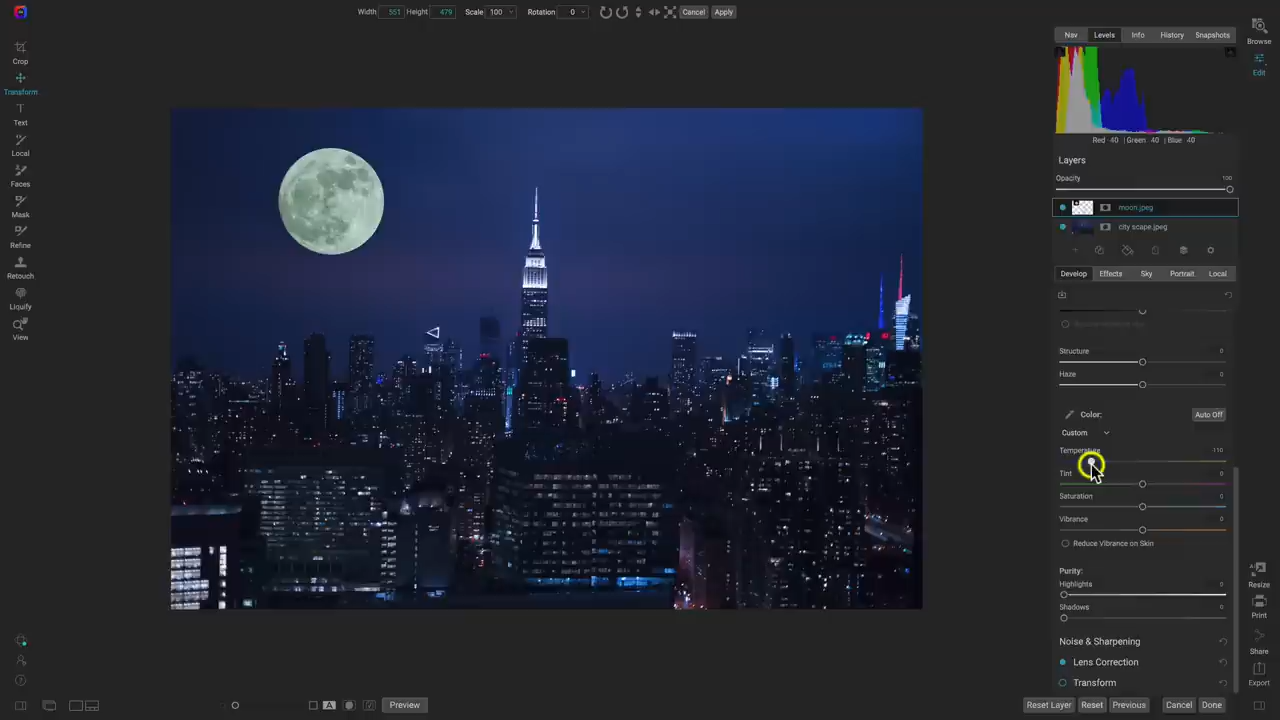 Width 551 Height 479 Scale 100 Rotation 0 Cancel Apply
Crop
Transform
Text
Local
Faces
Mask
Refine
Retouch
Liquify
View
Nav Levels Info History Snapshots
Red 40 | Green 40 | Blue 40
Layers
Opacity 100
moon.jpeg
city scape.jpeg
Develop Effects Sky Portrait Local
Structure 0
Haze 0
Color: Auto Off
Custom
Temperature -110
Tint 0
Saturation 0
Vibrance 0
Reduce Vibrance on Skin
Purity:
Highlights 0
Shadows 0
Noise & Sharpening
Lens Correction
Transform
Browse
Edit
Resize
Print
Share
Export
A Preview
Reset Layer Reset Previous Cancel Done